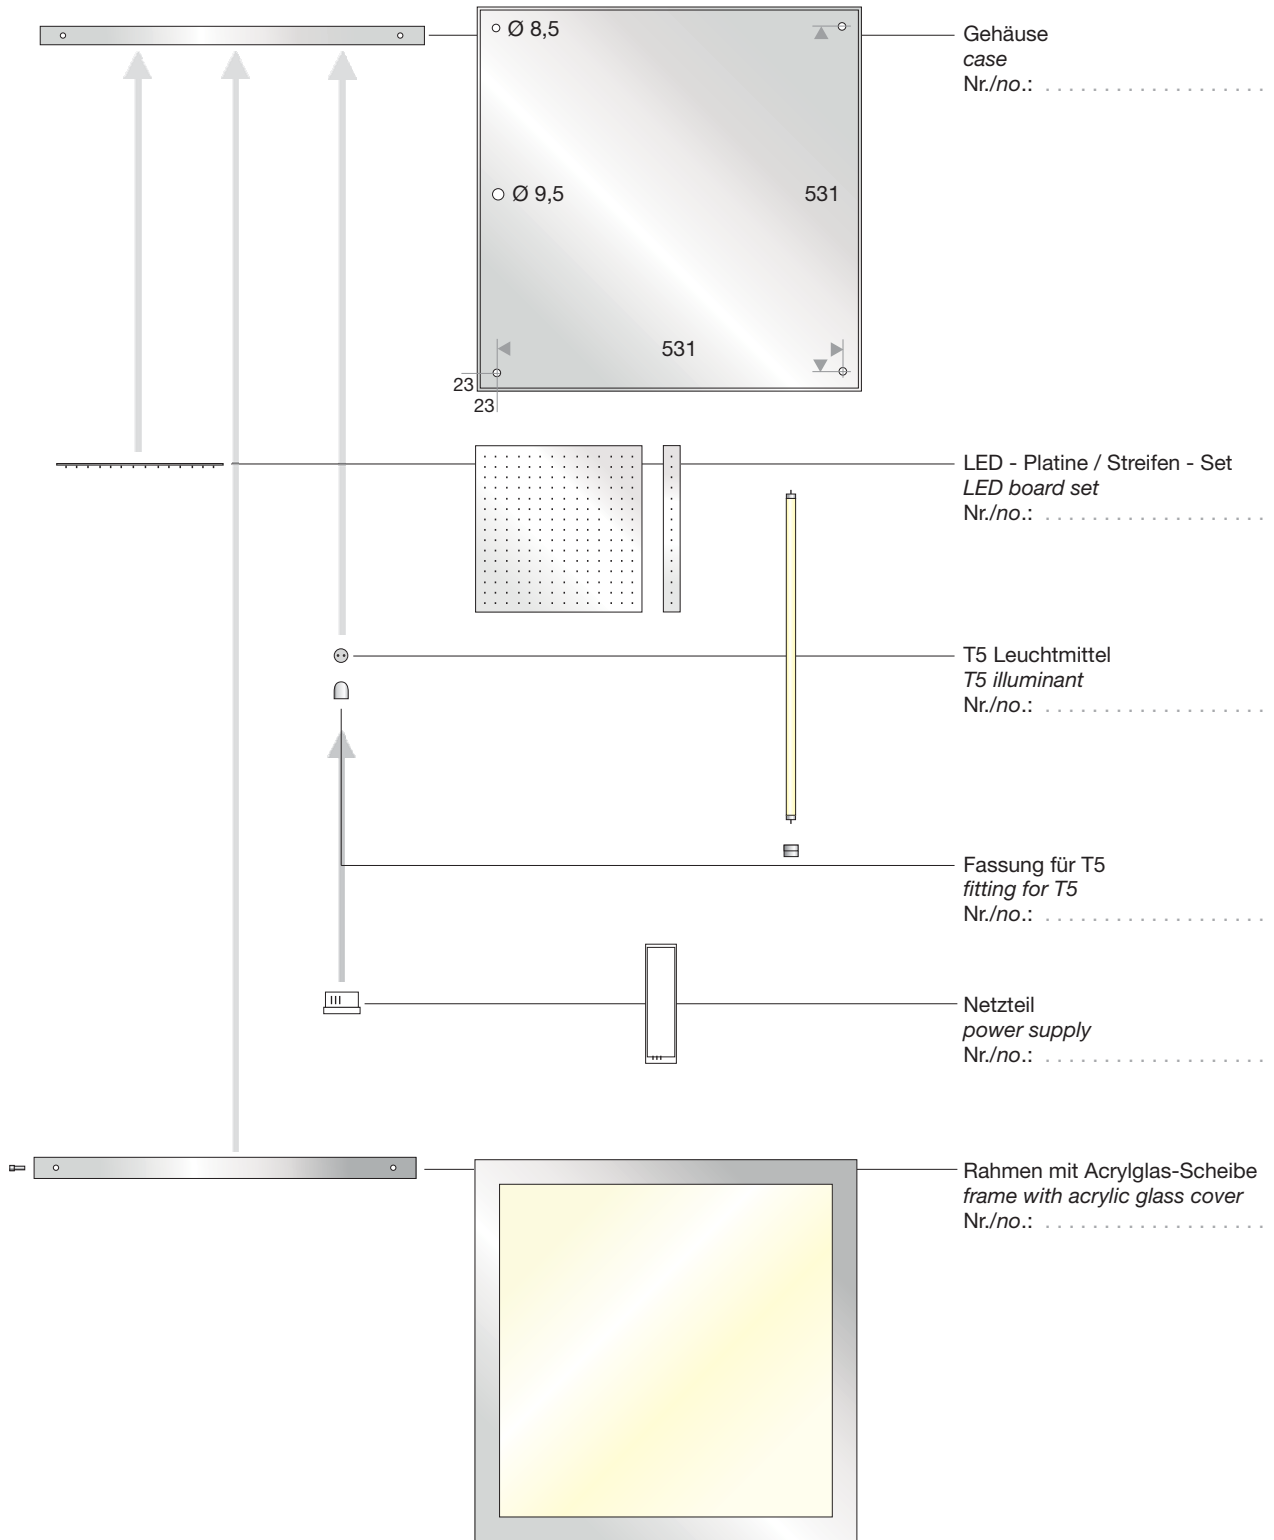 Ø 8,5
Gehäuse
case
Nr./no.: . . . . . . . . . . . . . . . . . . .
Ø 9,5
531
531
23
23
LED - Platine / Streifen - Set
LED board set
Nr./no.: . . . . . . . . . . . . . . . . . . .
T5 Leuchtmittel
T5 illuminant
Nr./no.: . . . . . . . . . . . . . . . . . . .
Fassung für T5
fitting for T5
Nr./no.: . . . . . . . . . . . . . . . . . . .
Netzteil
power supply
Nr./no.: . . . . . . . . . . . . . . . . . . .
Rahmen mit Acrylglas-Scheibe
frame with acrylic glass cover
Nr./no.: . . . . . . . . . . . . . . . . . . .